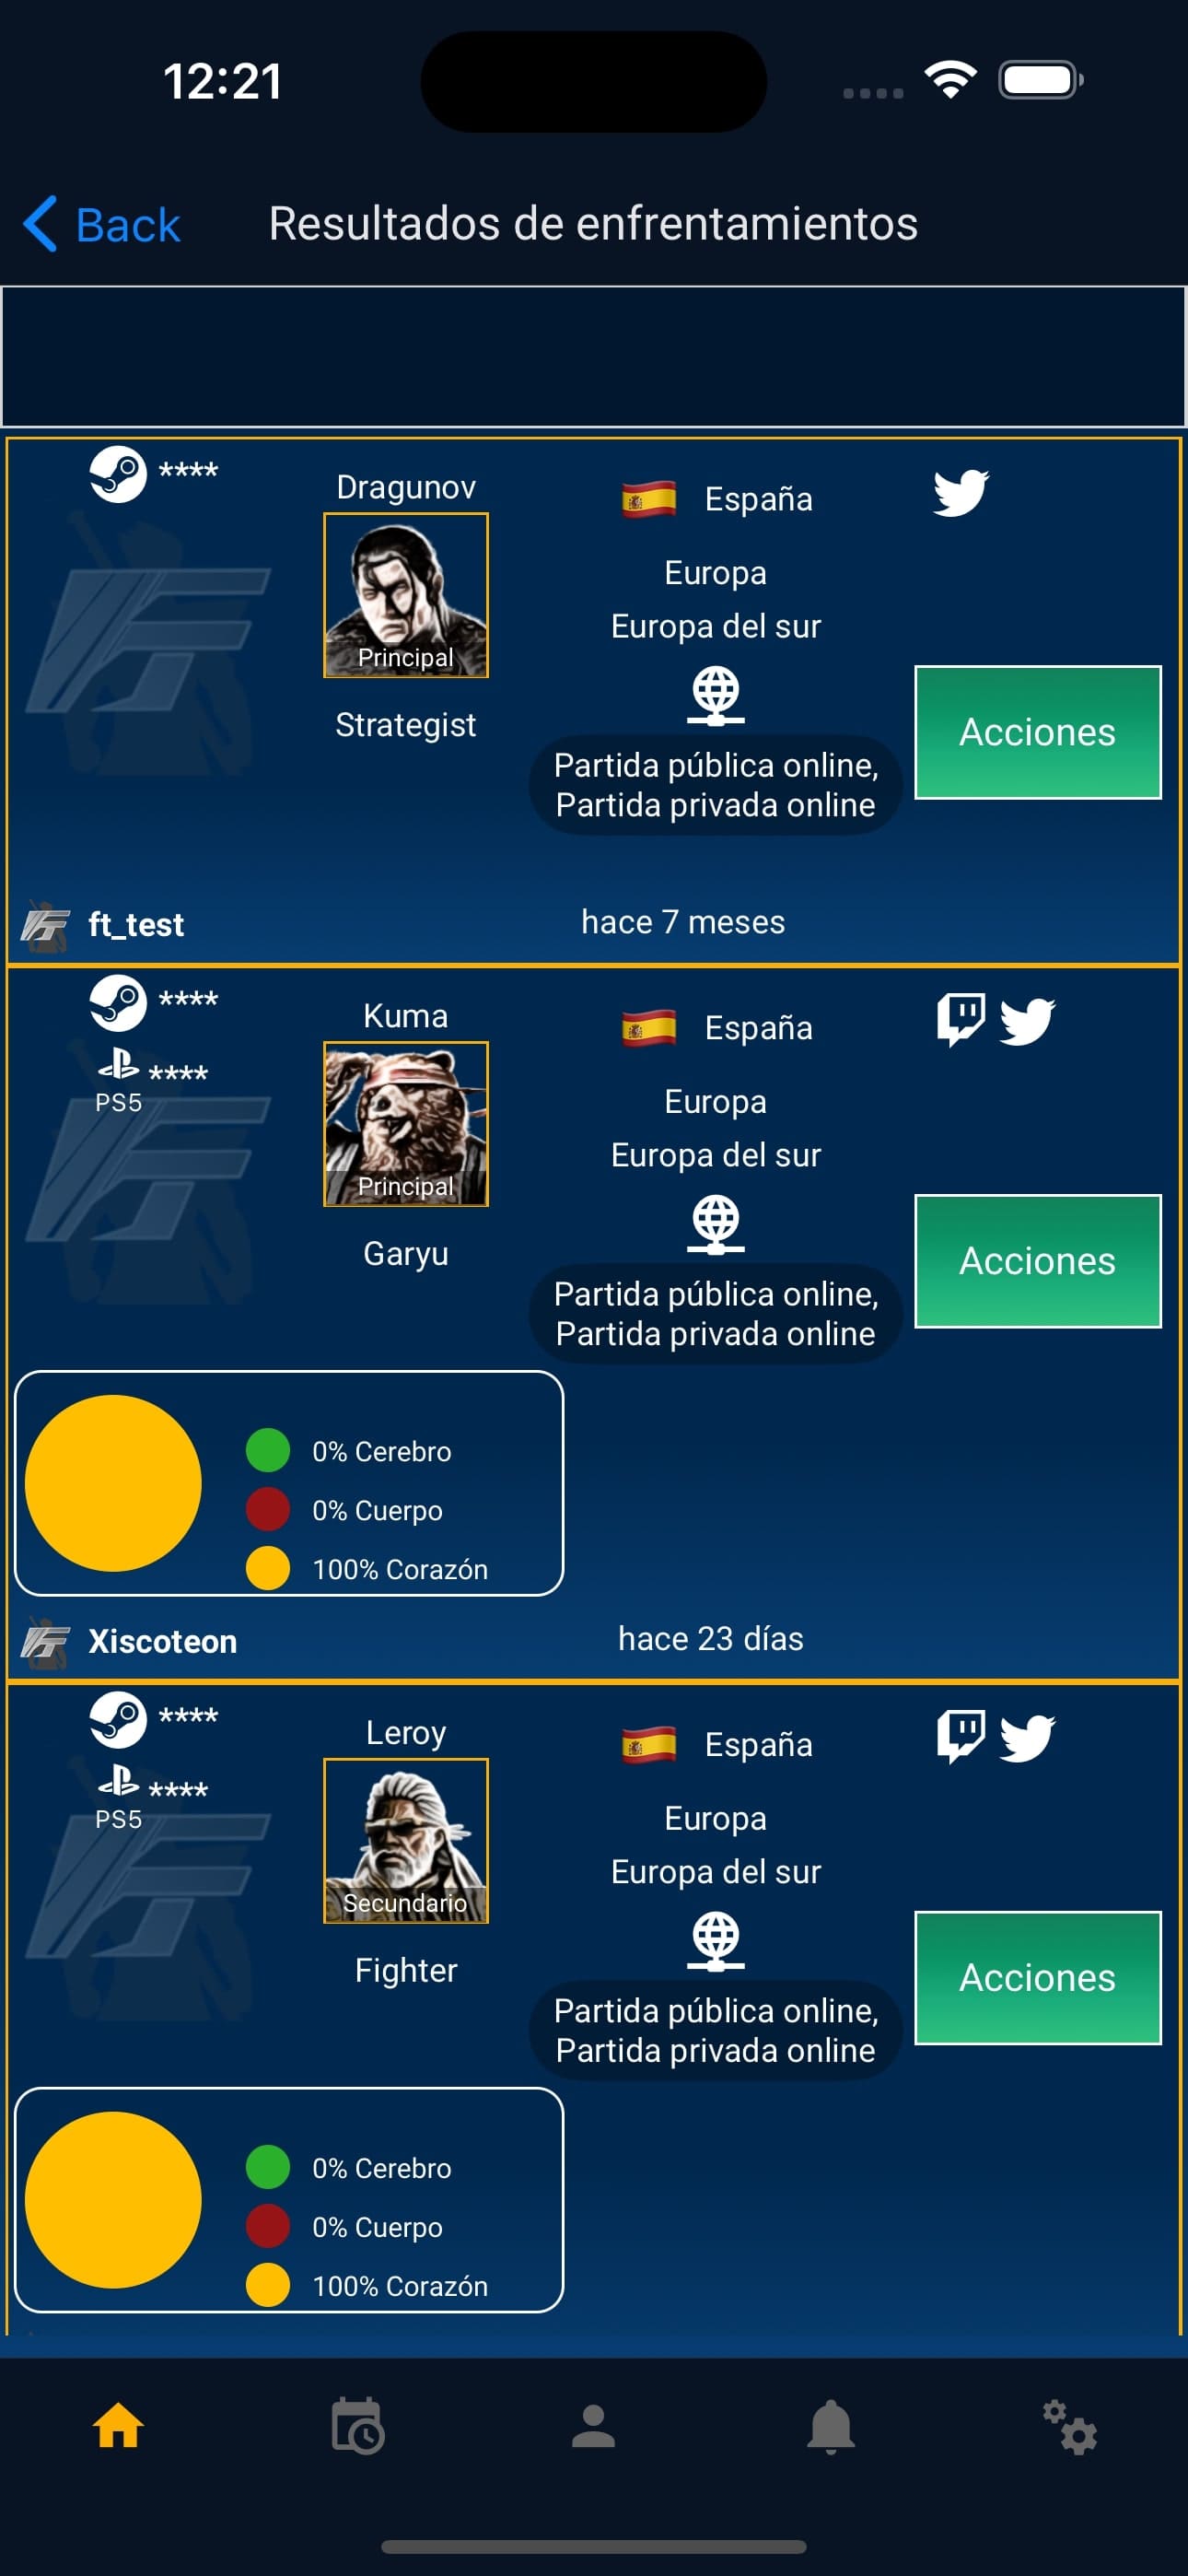 12:21
Back
Resultados de enfrentamientos
****
Dragunov
Principal
Strategist
España
Europa
Europa del sur
Partida pública online,
Partida privada online
Acciones
ft_test
hace 7 meses
****
****
PS5
Kuma
Principal
Garyu
España
Europa
Europa del sur
Partida pública online,
Partida privada online
Acciones
0% Cerebro
0% Cuerpo
100% Corazón
Xiscoteon
hace 23 días
****
****
PS5
Leroy
Secundario
Fighter
España
Europa
Europa del sur
Partida pública online,
Partida privada online
Acciones
0% Cerebro
0% Cuerpo
100% Corazón